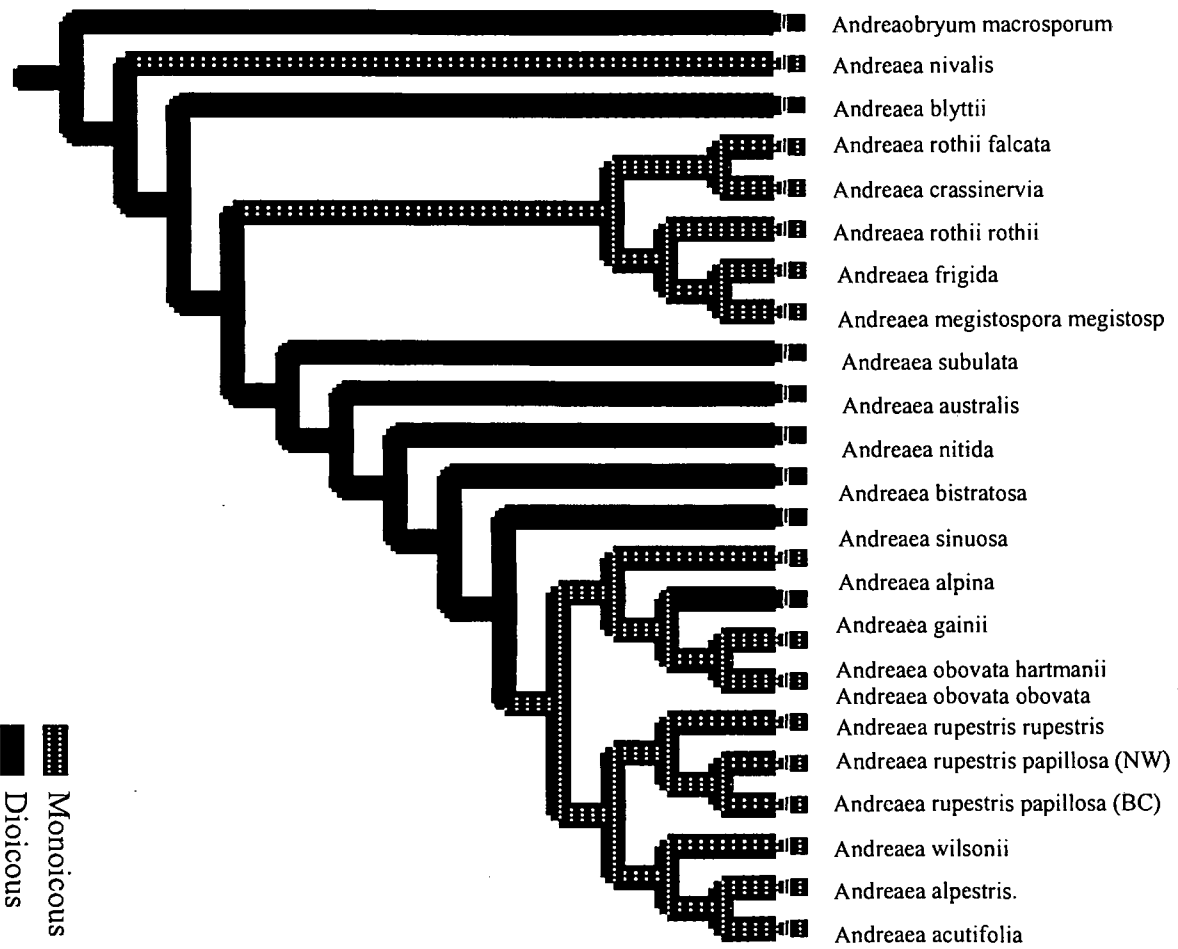 Andreaobryum macrosporum
Andreaea nivalis
Andreaea blyttii
Andreaea rothii falcata
Andreaea crassinervia
Andreaea rothii rothii
Andreaea frigida
Andreaea megistospora megistosp
Andreaea subulata
Andreaea australis
Andreaea nitida
Andreaea bistratosa
Andreaea sinuosa
Andreaea alpina
Andreaea gainii
Andreaea obovata hartmanii
Andreaea obovata obovata
Andreaea rupestris rupestris
Andreaea rupestris papillosa (NW)
Andreaea rupestris papillosa (BC)
Andreaea wilsonii
Andreaea alpestris.
Andreaea acutifolia
Monoicous
Dioicous